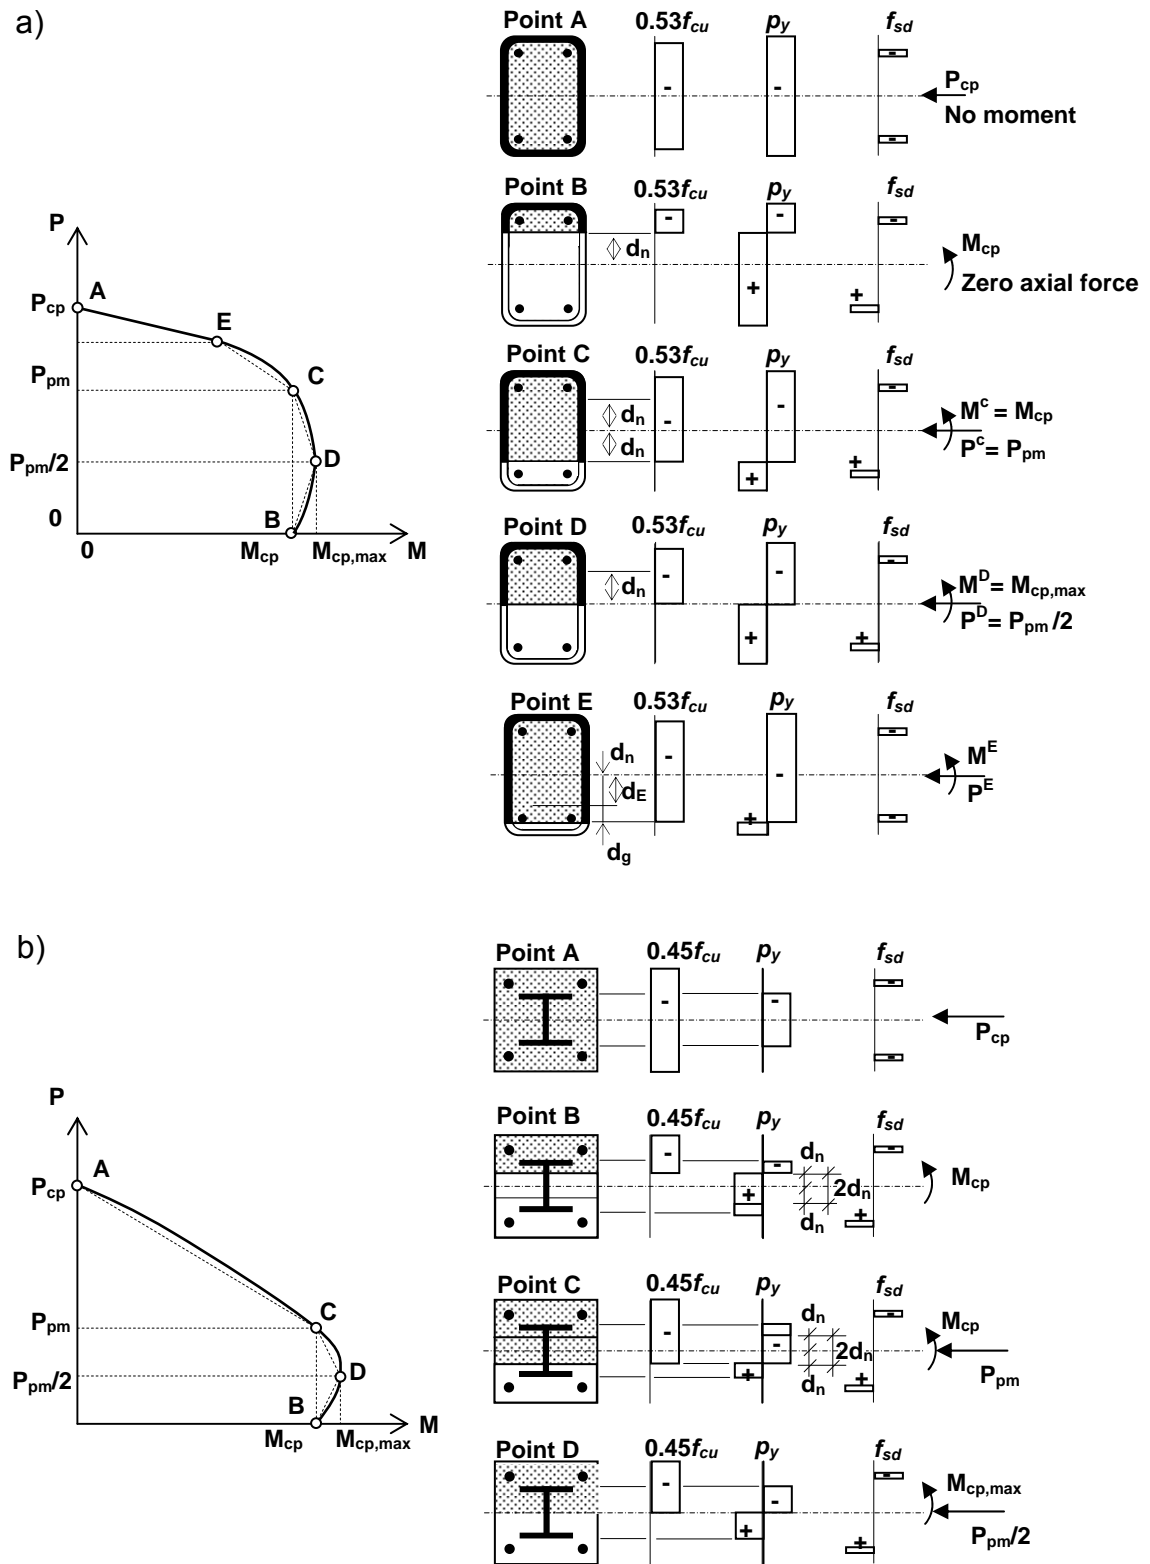 a)
Point A 0.53fcu py fsd
- - -
Pcp
No moment
-
Point B 0.53fcu py fsd
- - -
dn
Mcp
+ + Zero axial force
P
Pcp A
E
Ppm C
Ppm/2 D
0 B
0 Mcp Mcp,max M
Point C 0.53fcu py fsd
- - -
dn
dn
Mc = Mcp
Pc = Ppm
+ +
Point D 0.53fcu py fsd
- - -
dn
MD = Mcp,max
PD = Ppm/2
+ +
Point E 0.53fcu py fsd
- - -
dn
dE
ME
PE
+ -
dg
b)
Point A 0.45fcu py fsd
- - -
Pcp
-
Point B 0.45fcu py fsd
- - -
dn
2dn
dn
Mcp
+ +
P
Pcp A
Ppm C
Ppm/2 D
B
Mcp Mcp,max M
Point C 0.45fcu py fsd
- - -
dn
2dn
dn
Mcp
Ppm
+ +
Point D 0.45fcu py fsd
- - -
Mcp,max
Ppm/2
+ +